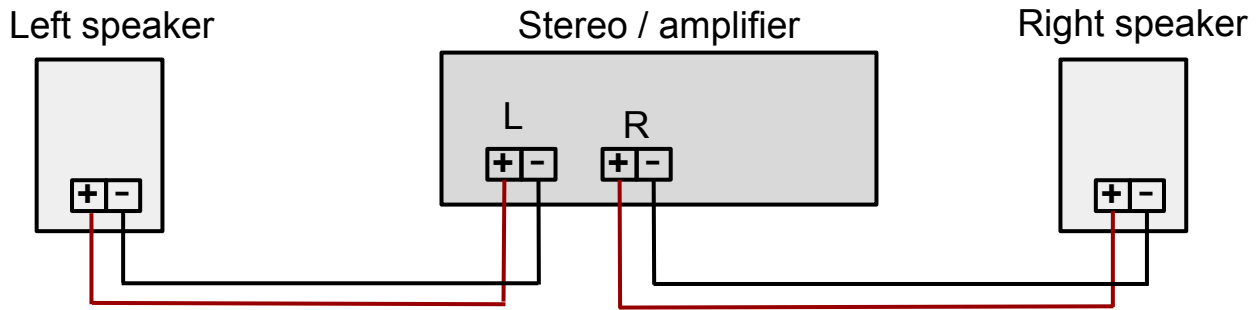 Left speaker
Stereo / amplifier
Right speaker
L
R
+ -
+ -
+ -
+ -